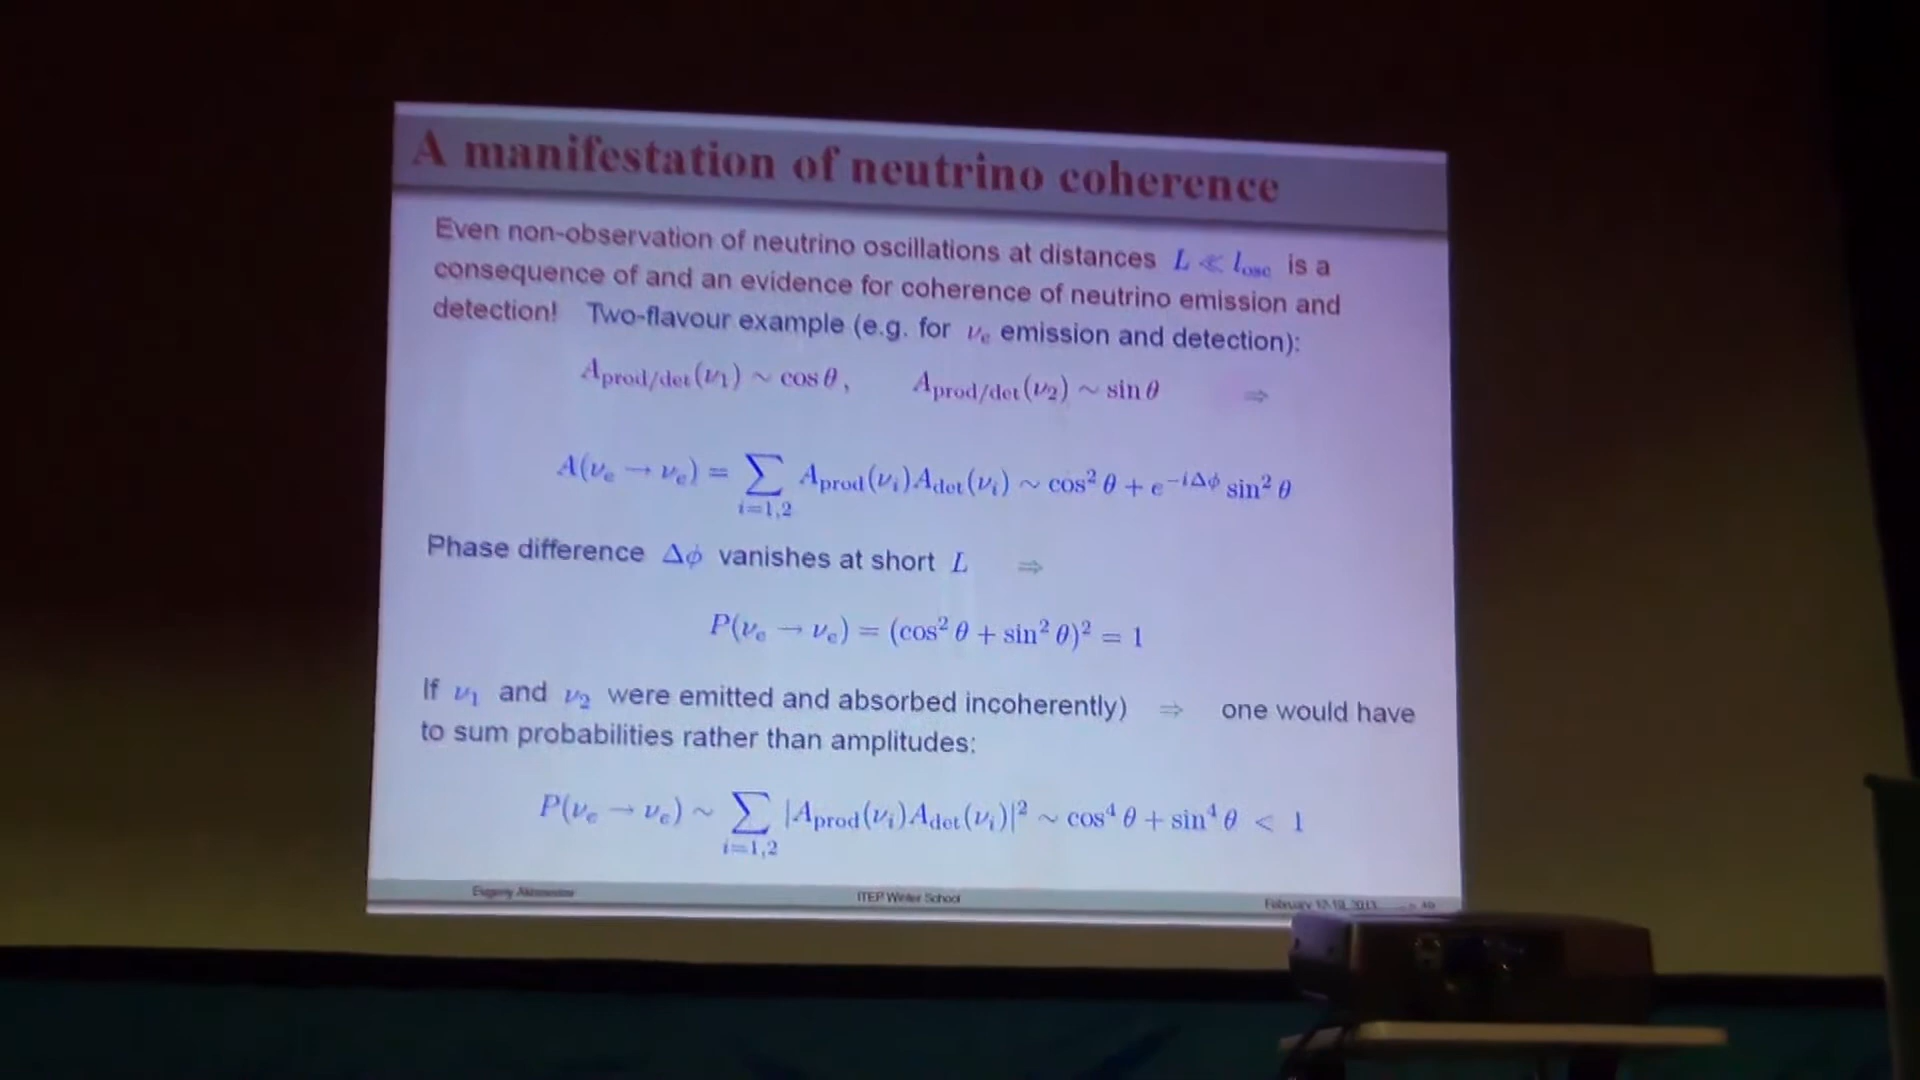 A manifestation of neutrino coherence
Even non-observation of neutrino oscillations at distances L ≪ l_osc is a
consequence of and an evidence for coherence of neutrino emission and
detection! Two-flavour example (e.g. for ν_e emission and detection):
A_prod/det(ν_1) ~ cos θ, A_prod/det(ν_2) ~ sin θ ⇒
A(ν_e → ν_e) = Σ_{i=1,2} A_prod(ν_i) A_det(ν_i) ~ cos² θ + e^{-iΔφ} sin² θ
Phase difference Δφ vanishes at short L ⇒
P(ν_e → ν_e) = (cos² θ + sin² θ)² = 1
If ν_1 and ν_2 were emitted and absorbed incoherently) ⇒ one would have
to sum probabilities rather than amplitudes:
P(ν_e → ν_e) ~ Σ_{i=1,2} |A_prod(ν_i) A_det(ν_i)|² ~ cos⁴ θ + sin⁴ θ < 1
Evgeny ITEP Winter School February